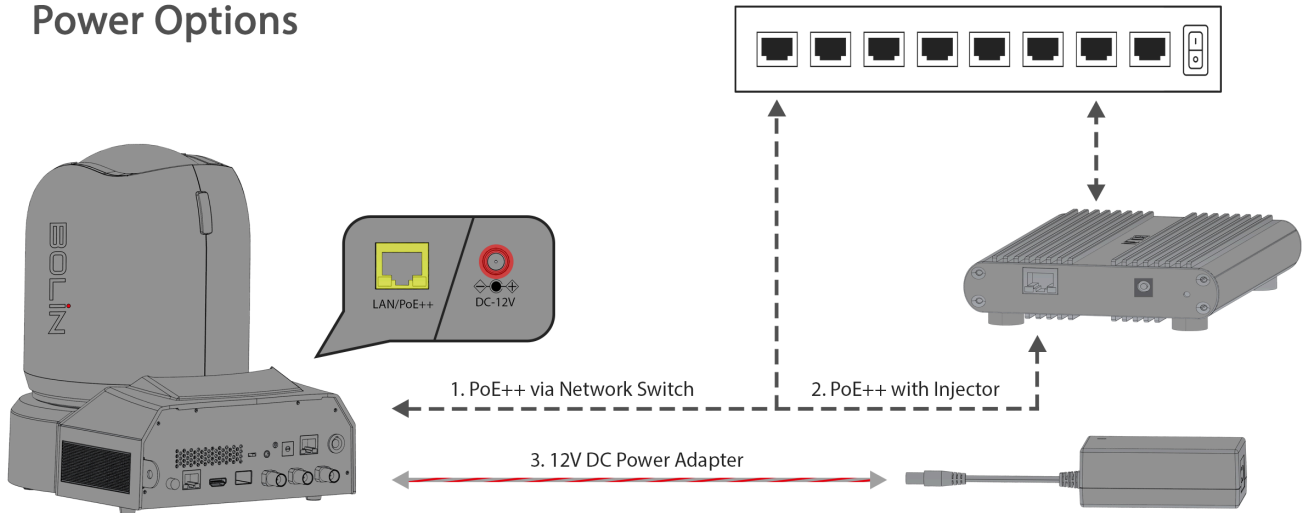 Power Options
BOLIN
LAN/PoE++
DC-12V
1. PoE++ via Network Switch
2. PoE++ with Injector
3. 12V DC Power Adapter